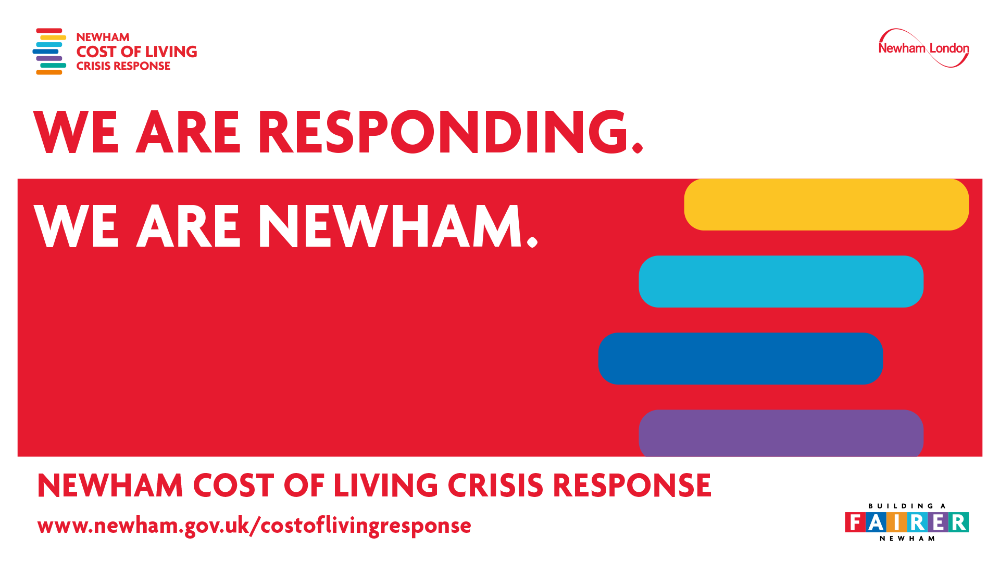 NEWHAM
COST OF LIVING
CRISIS RESPONSE
Newham London
WE ARE RESPONDING.
WE ARE NEWHAM.
NEWHAM COST OF LIVING CRISIS RESPONSE
www.newham.gov.uk/costoflivingresponse
BUILDING A
FAIRER
NEWHAM